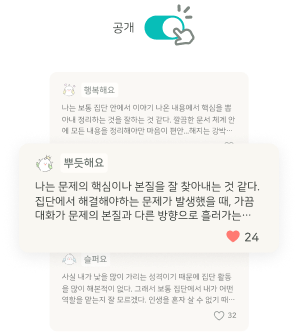 공개
행복해요
나는 보통 집단 안에서 이야기 나온 내용에서 핵심을 뽑
아내 정리하는 것을 잘하는 것 같다. 깔끔한 문서 체계 안
에 모든 내용을 정리해야만 마음이 편안...해지는 강박...
뿌듯해요
나는 문제의 핵심이나 본질을 잘 찾아내는 것 같다.
집단에서 해결해야하는 문제가 발생했을 때, 가끔
대화가 문제의 본질과 다른 방향으로 흘러가는...
24
슬퍼요
사실 내가 낯을 많이 가리는 성격이기 때문에 집단 활동
을 많이 해본적이 없다. 그래서 보통 집단에서 내가 어떤
역할을 맡는지 잘 모르겠다. 인생을 혼자 살 수 없기 때...
32